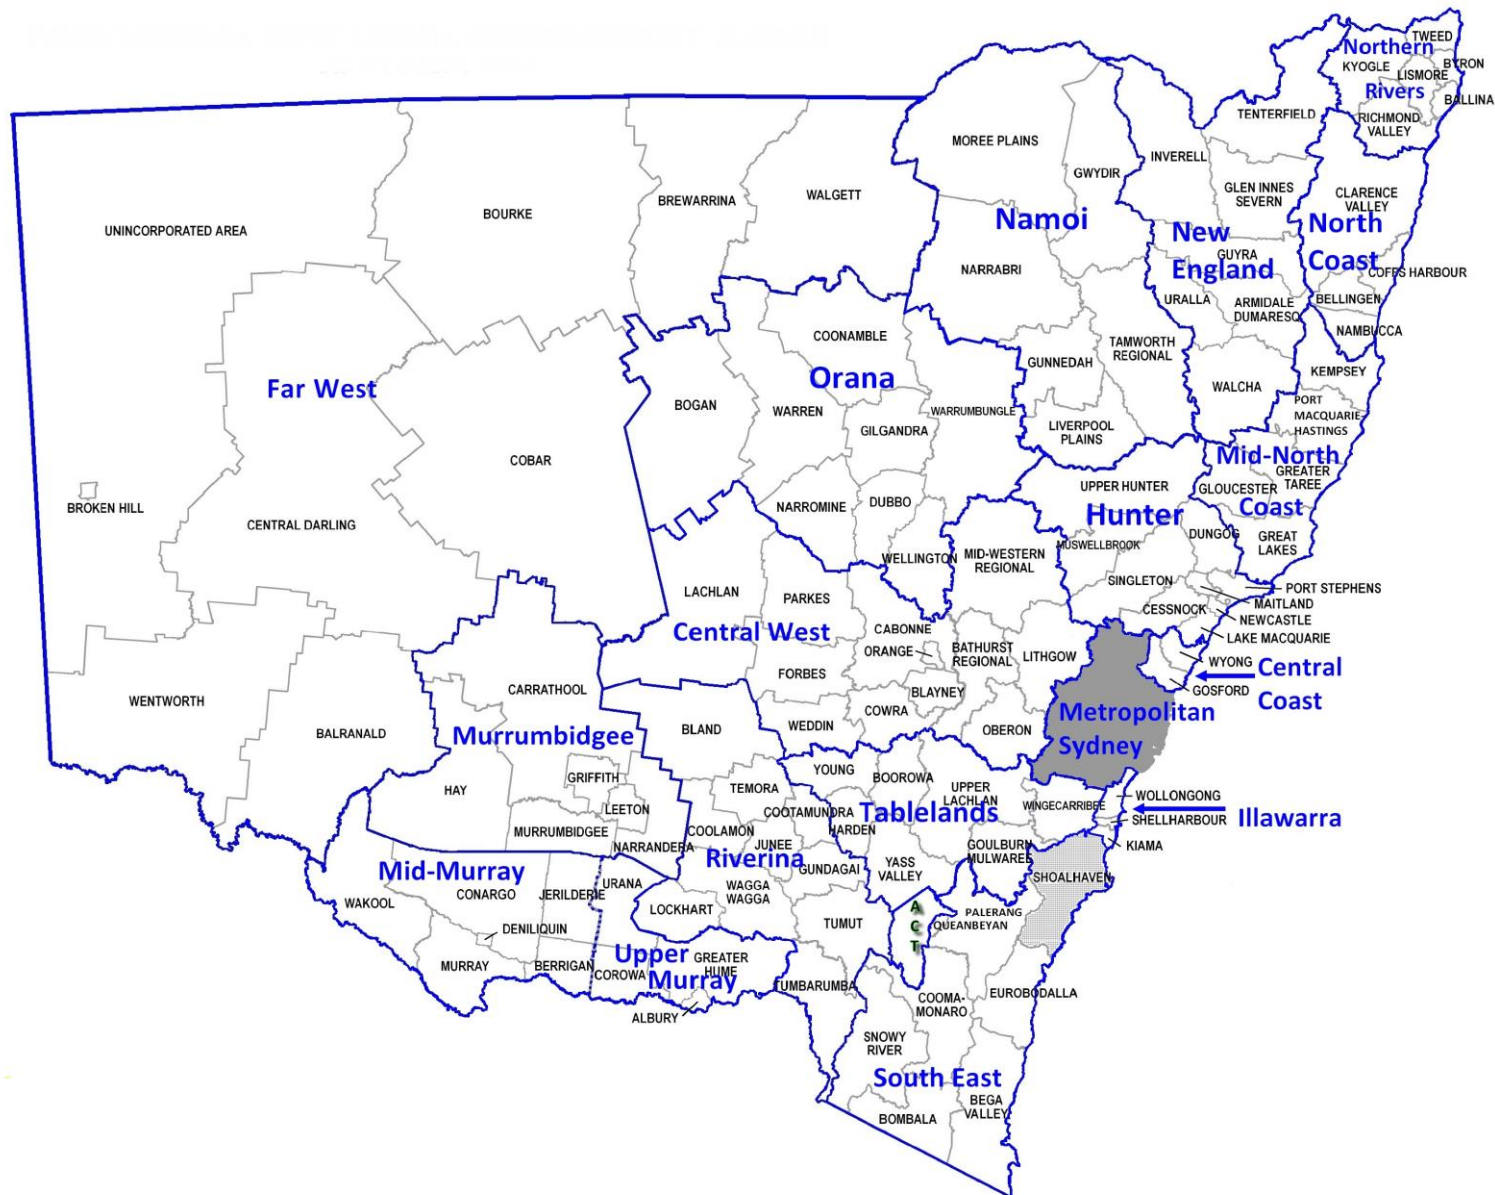 Northern
TWEED
KYOGLE
BYRON
LISMORE
Rivers
BALLINA
RICHMOND
VALLEY
TENTERFIELD
MOREE PLAINS
INVERELL
GWYDIR
GLEN INNES
SEVERN
CLARENCE
VALLEY
WALGETT
BREWARRINA
BOURKE
UNINCORPORATED AREA
Namoi
New
England
GUYRA
North
Coast
COFFS HARBOUR
NARRABRI
URALLA
ARMIDALE
DUMARESQ
BELLINGEN
NAMBUCCA
COONAMBLE
Orana
GUNNEDAH
TAMWORTH
REGIONAL
KEMPSEY
WALCHA
Far West
BOGAN
WARREN
WARRUMBUNGLE
PORT
MACQUARIE
HASTINGS
GILGANDRA
LIVERPOOL
PLAINS
COBAR
Mid-North
Coast
GREATER
TAREE
GLOUCESTER
UPPER HUNTER
Hunter
BROKEN HILL
CENTRAL DARLING
NARROMINE
DUBBO
DUNGOG
GREAT
LAKES
MUSWELLBROOK
WELLINGTON
MID-WESTERN
REGIONAL
SINGLETON
PORT STEPHENS
LACHLAN
PARKES
MAITLAND
CESSNOCK
NEWCASTLE
LAKE MACQUARIE
Central West
CABONNE
ORANGE
BATHURST
REGIONAL
LITHGOW
WYONG
Central
Coast
GOSFORD
FORBES
CARRATHOOL
WENTWORTH
BLAYNEY
COWRA
Metropolitan
Sydney
BALRANALD
Murrumbidgee
BLAND
WEDDIN
OBERON
HAY
GRIFFITH
YOUNG
BOOROWA
TEMORA
UPPER
LACHLAN
WOLLONGONG
LEETON
COOTAMUNDRA
Tablelands
WINGECARRIBEE
SHELLHARBOUR
Illawarra
MURRUMBIDGEE
COOLAMON
HARDEN
NARRANDERA
JUNEE
GOULBURN
MULWAREE
KIAMA
Riverina
Mid-Murray
GUNDAGAI
YASS
VALLEY
SHOALHAVEN
URANA
WAGGA
WAGGA
CONARGO
JERILDERIE
WAKOOL
LOCKHART
A
C
T
PALERANG
QUEANBEYAN
TUMUT
DENILIQUIN
Upper
Murray
GREATER
HUME
MURRAY
BERRIGAN
COROWA
TUMBARUMBA
EUROBODALLA
COOMA-
MONARO
ALBURY
SNOWY
RIVER
South East
BEGA
VALLEY
BOMBALA